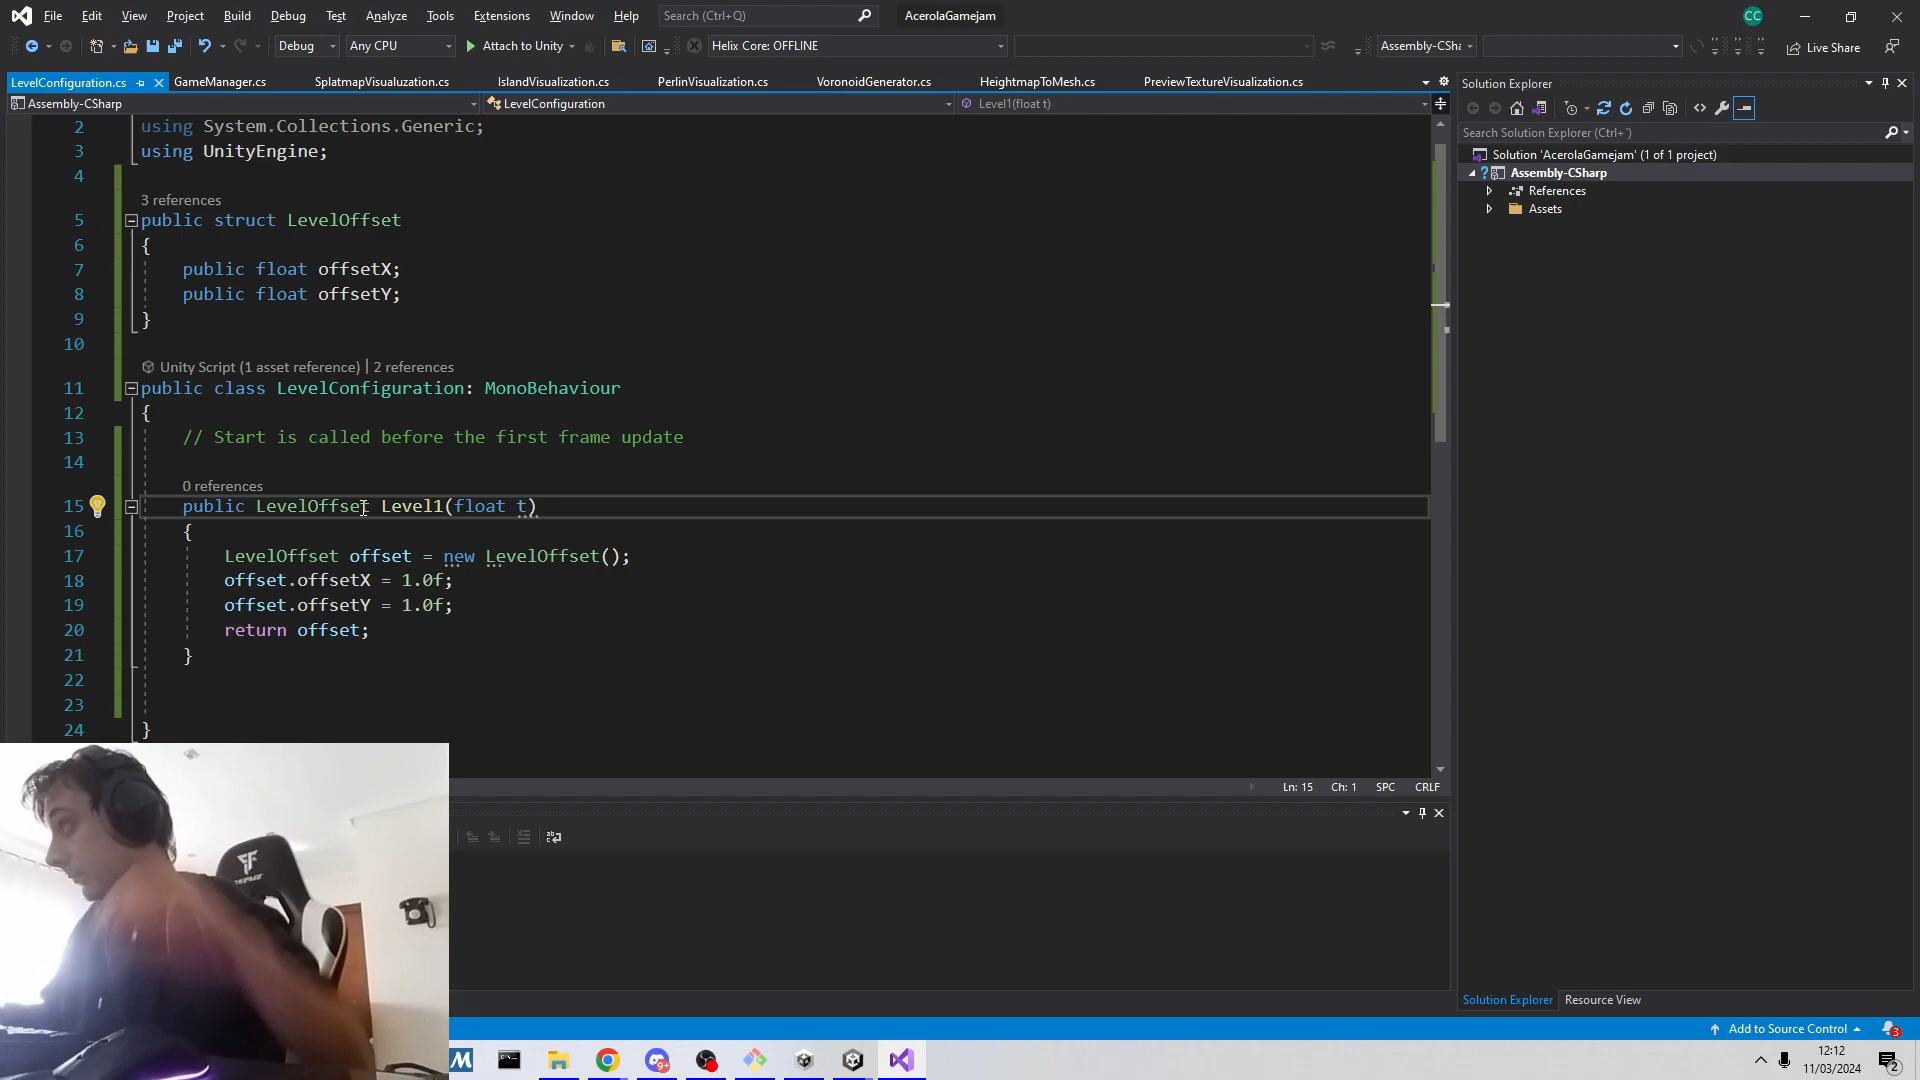 File Edit View Project Build Debug Test Analyze Tools Extensions Window Help Search (Ctrl+Q) AcerolaGamejam CC
Debug Any CPU Attach to Unity Helix Core: OFFLINE Assembly-CSha Live Share
LevelConfiguration.cs GameManager.cs SplatmapVisualuzation.cs IslandVisualization.cs PerlinVisualization.cs VoronoidGenerator.cs HeightmapToMesh.cs PreviewTextureVisualization.cs
Assembly-CSharp LevelConfiguration Level1(float t)
2 using System.Collections.Generic;
3 using UnityEngine;
4
3 references
5 public struct LevelOffset
6 {
7 public float offsetX;
8 public float offsetY;
9 }
10
Unity Script (1 asset reference) | 2 references
11 public class LevelConfiguration: MonoBehaviour
12 {
13 // Start is called before the first frame update
14
0 references
15 public LevelOffset Level1(float t)
16 {
17 LevelOffset offset = new LevelOffset();
18 offset.offsetX = 1.0f;
19 offset.offsetY = 1.0f;
20 return offset;
21 }
22
23
24 }
Ln: 15 Ch: 1 SPC CRLF
Solution Explorer
Search Solution Explorer (Ctrl+¨)
Solution 'AcerolaGamejam' (1 of 1 project)
Assembly-CSharp
References
Assets
Solution Explorer Resource View
Add to Source Control 3
9+
12:12
11/03/2024
2